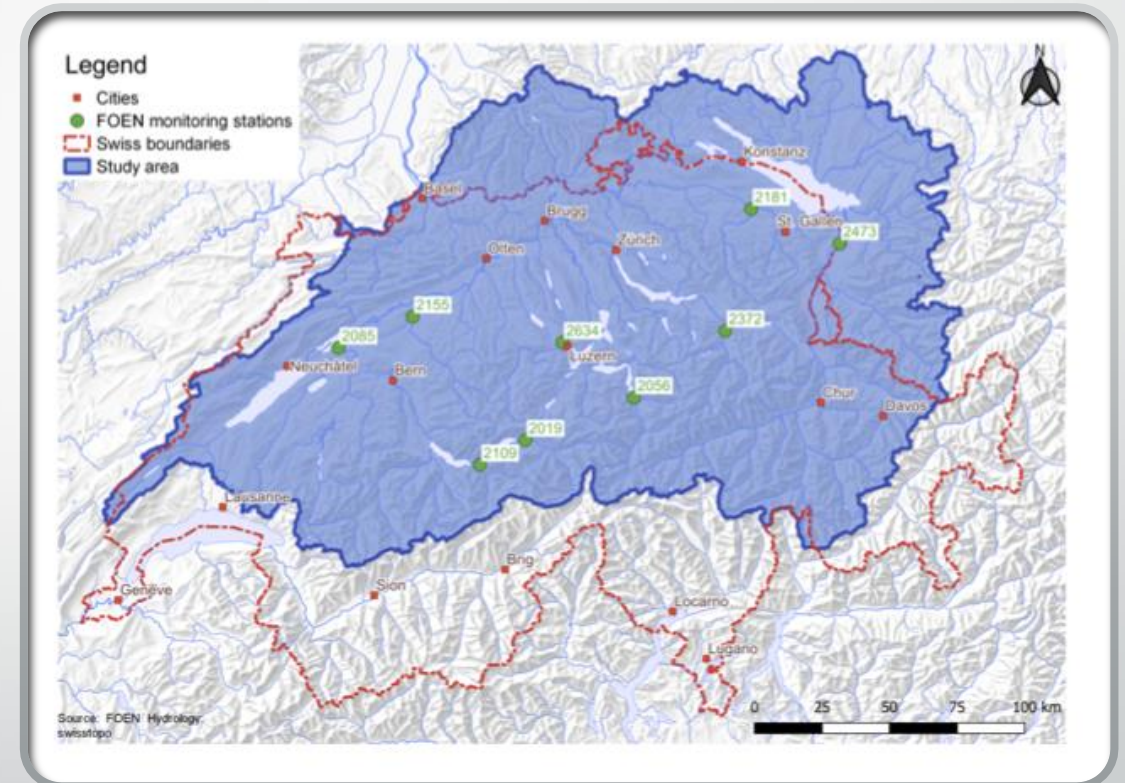 Legend
Cities
FOEN monitoring stations
Swiss boundaries
Study area
N
Konstanz
Basel
2181
Brugg
St. Gallen
2473
Zürich
Olten
2155
2372
2085
2634
Luzern
Neuchâtel
Bern
2056
Chur
Davos
2019
2109
Lausanne
Brig
Sion
Genève
Locarno
Lugano
0 25 50 75 100 km
Source: FOEN Hydrology.
swisstopo